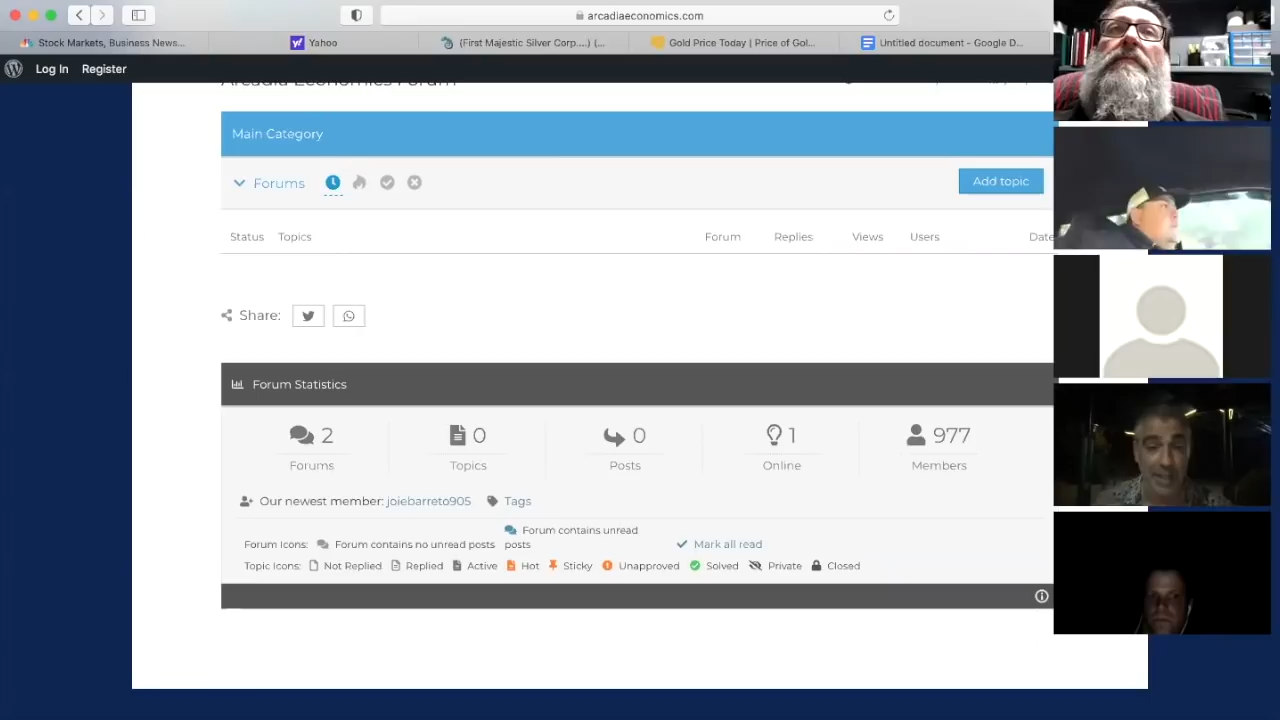 arcadiaeconomics.com
Stock Markets, Business News...
Yahoo
(First Majestic Silver Corp....) (...
Gold Price Today | Price of Gol...
Untitled document - Google D...
Log In
Register
Arcadia Economics Forum
Main Category
Forums
Add topic
Status Topics Forum Replies Views Users Date
Share:
Forum Statistics
2 0 0 1 977
Forums Topics Posts Online Members
Our newest member: joiebarreto905 Tags
Forum Icons: Forum contains no unread posts Forum contains unread posts Mark all read
Topic Icons: Not Replied Replied Active Hot Sticky Unapproved Solved Private Closed